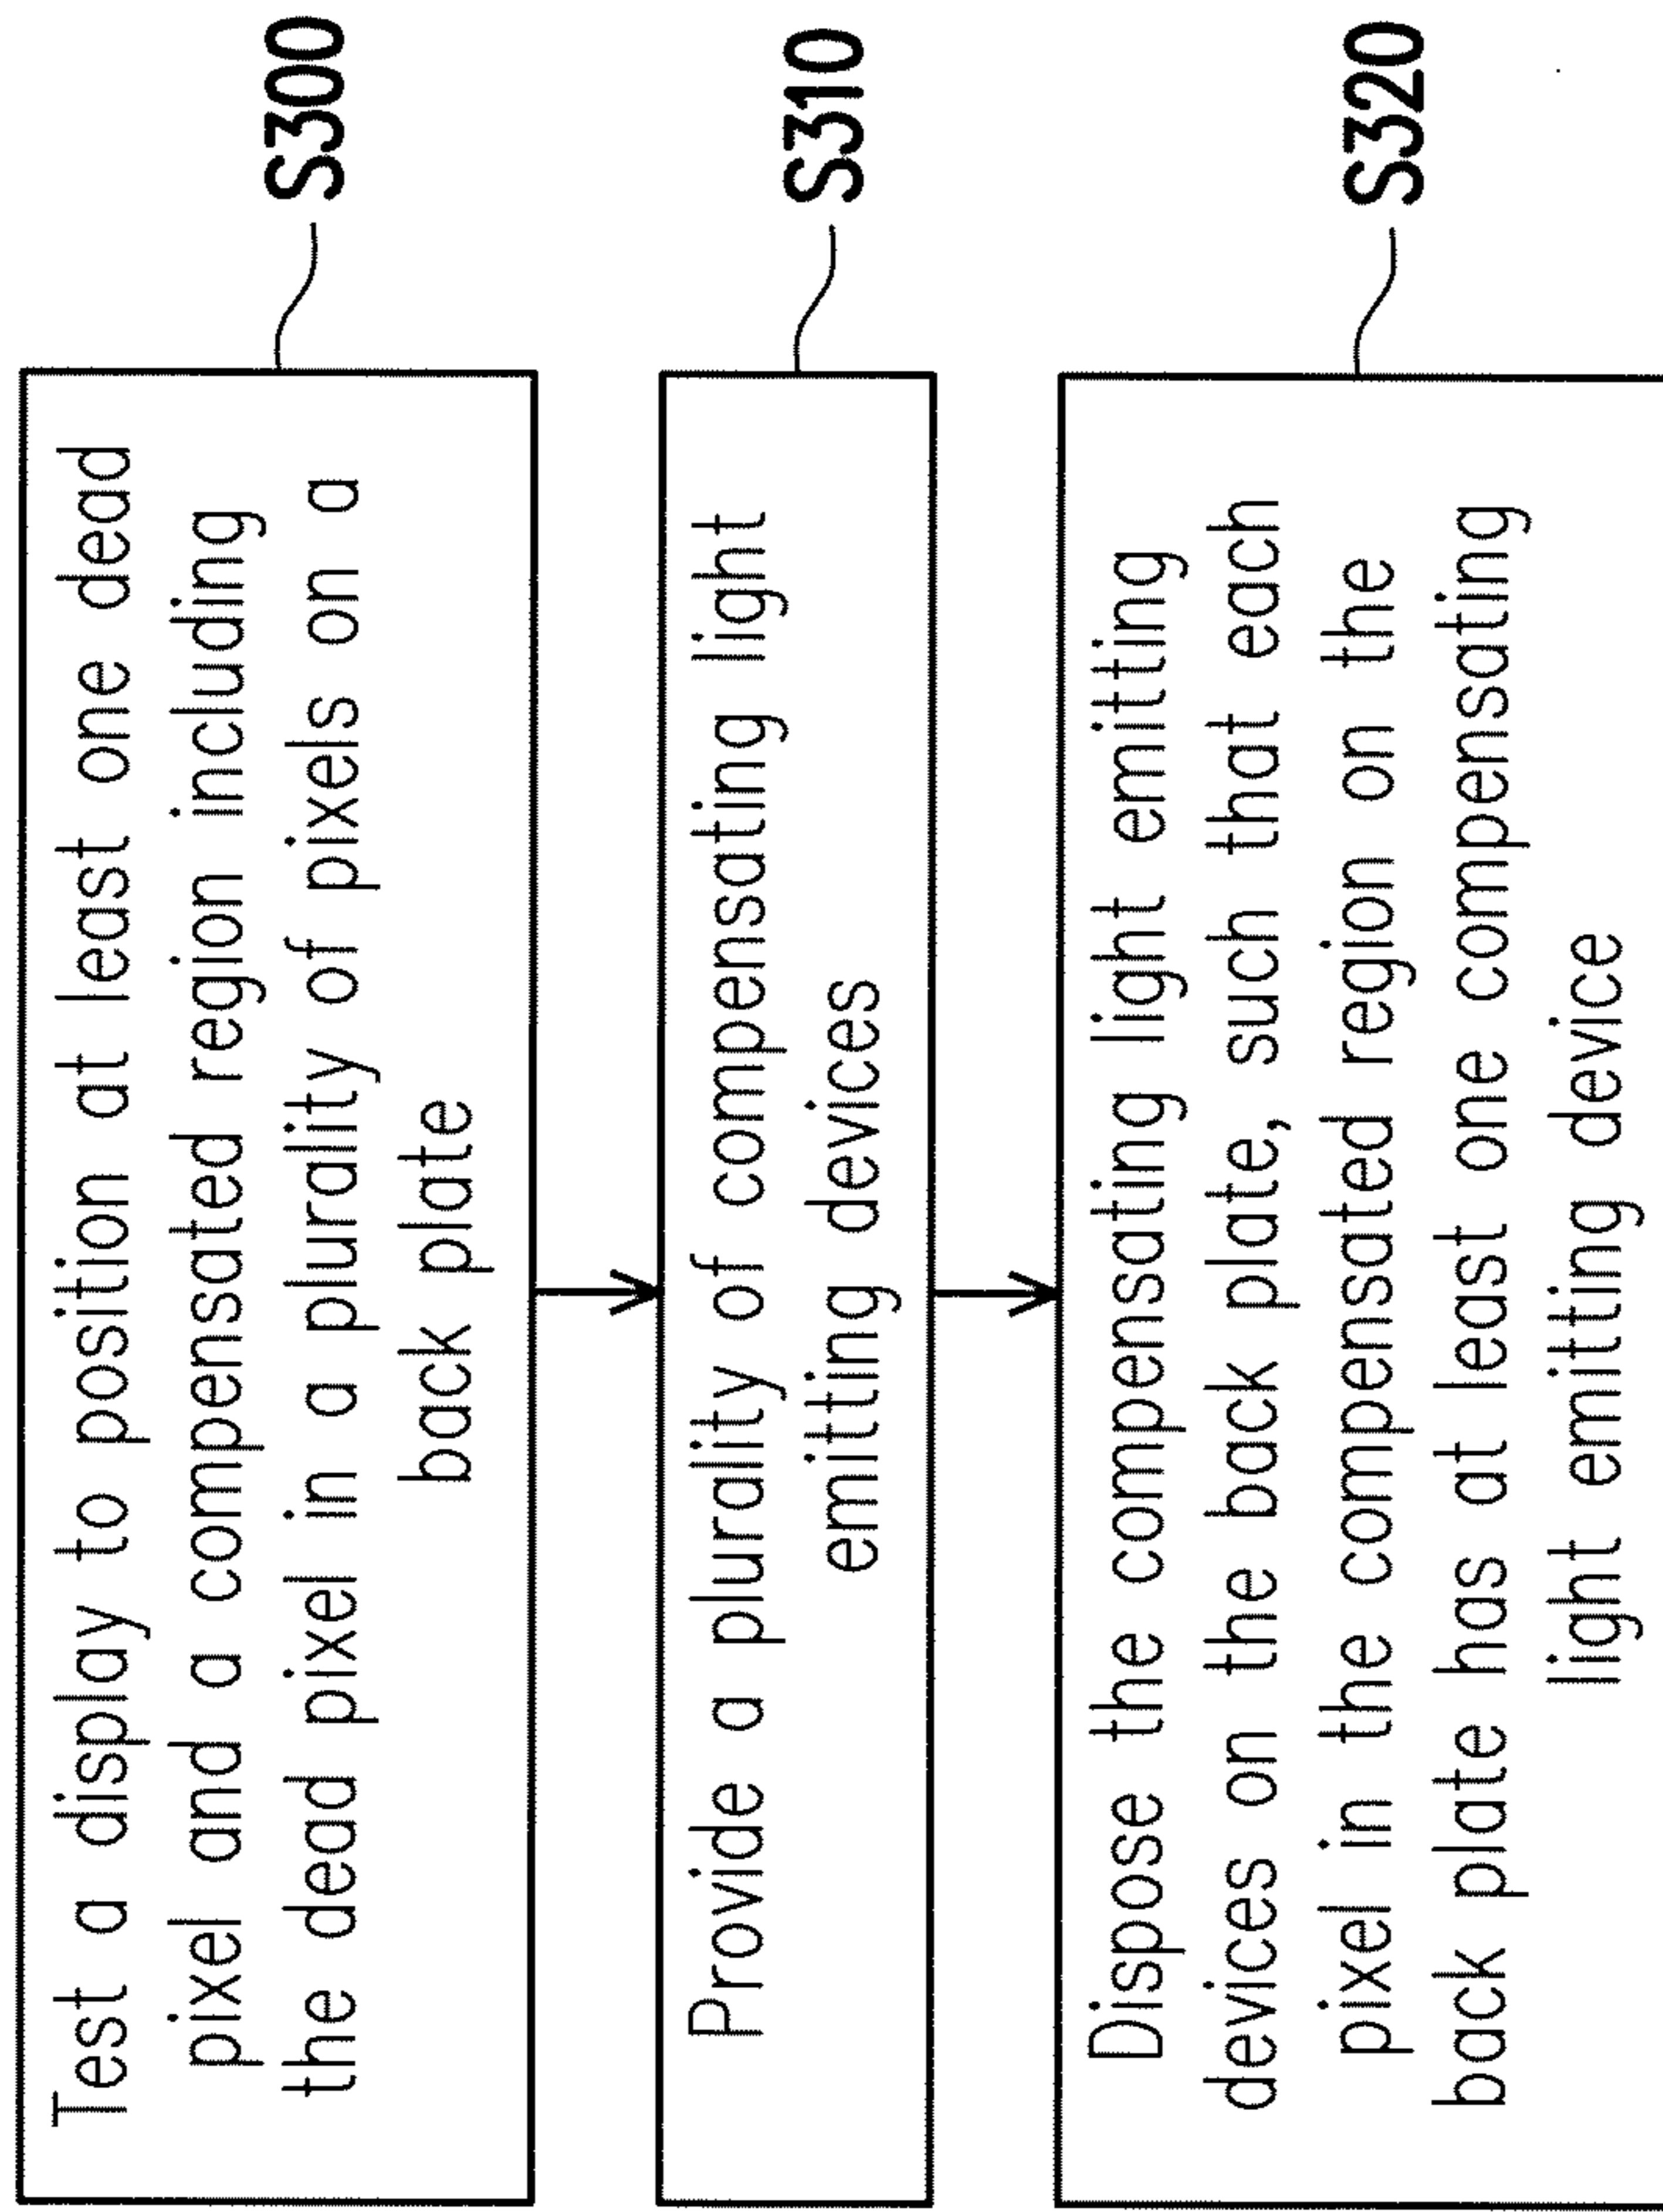 Test a display to position at least one dead
pixel and a compensated region including
the dead pixel in a plurality of pixels on a
back plate
S300
Provide a plurality of compensating light
emitting devices
S310
Dispose the compensating light emitting
devices on the back plate, such that each
pixel in the compensated region on the
back plate has at least one compensating
light emitting device
S320